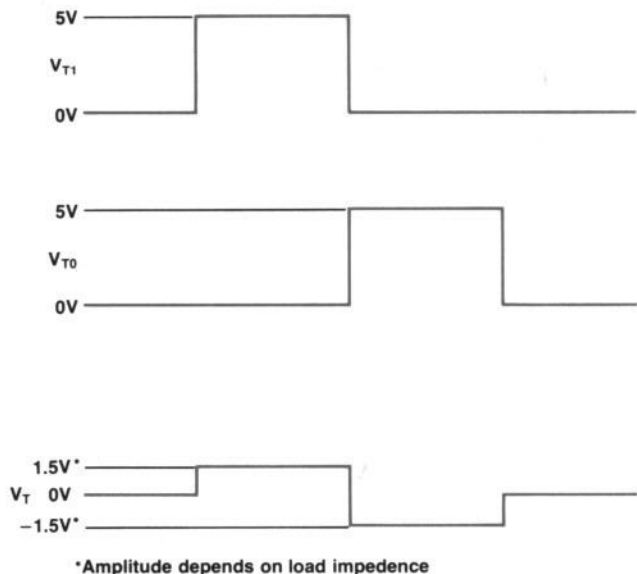 5V
VT1
0V
5V
VT0
0V
1.5V*
VT 0V
−1.5V*
*Amplitude depends on load impedence